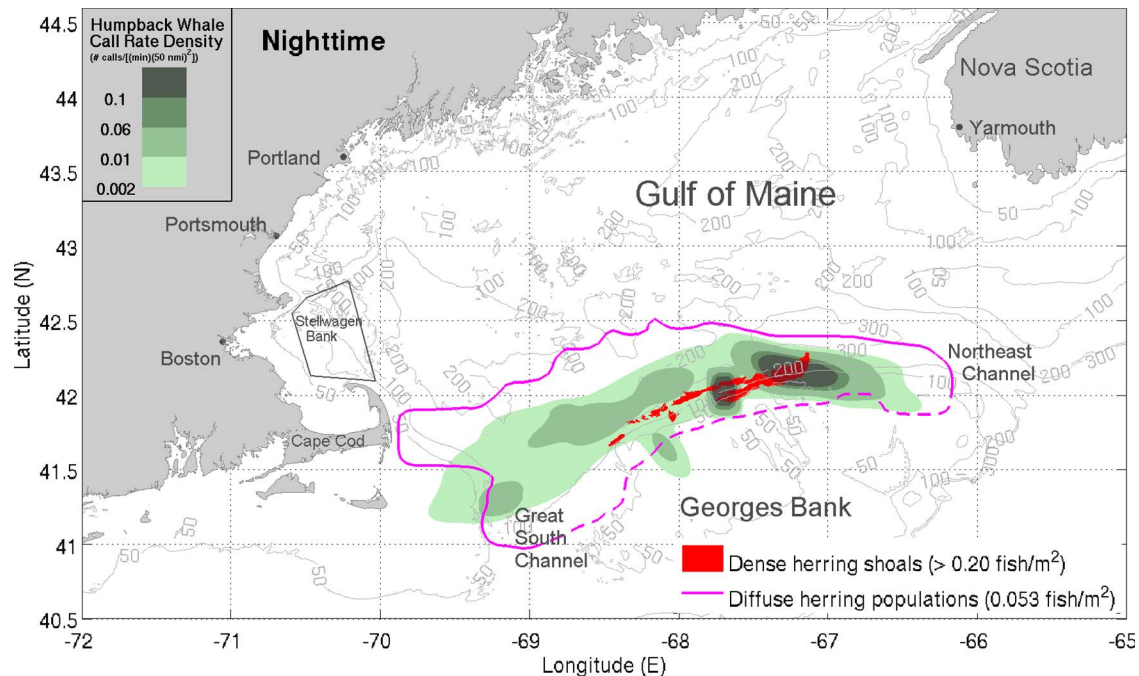 Humpback Whale
Call Rate Density
(# calls/[(min)(50 nmi)²])
0.1
0.06
0.01
0.002
Nighttime
Nova Scotia
Yarmouth
Portland
Gulf of Maine
Portsmouth
Stellwagen
Bank
Boston
Northeast
Channel
Cape Cod
Great
South
Channel
Georges Bank
Dense herring shoals (> 0.20 fish/m²)
Diffuse herring populations (0.053 fish/m²)
Latitude (N)
44.5
44
43.5
43
42.5
42
41.5
41
40.5
-72
-71
-70
-69
-68
-67
-66
-65
Longitude (E)